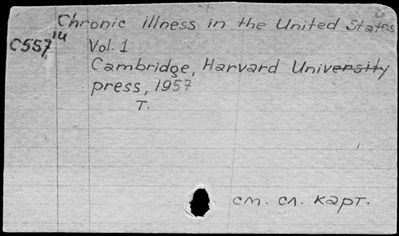 Chronic illness in the United States
C557 14
Vol. 1
Cambridge, Harvard University
press, 1957
T.
см. сл. карт.